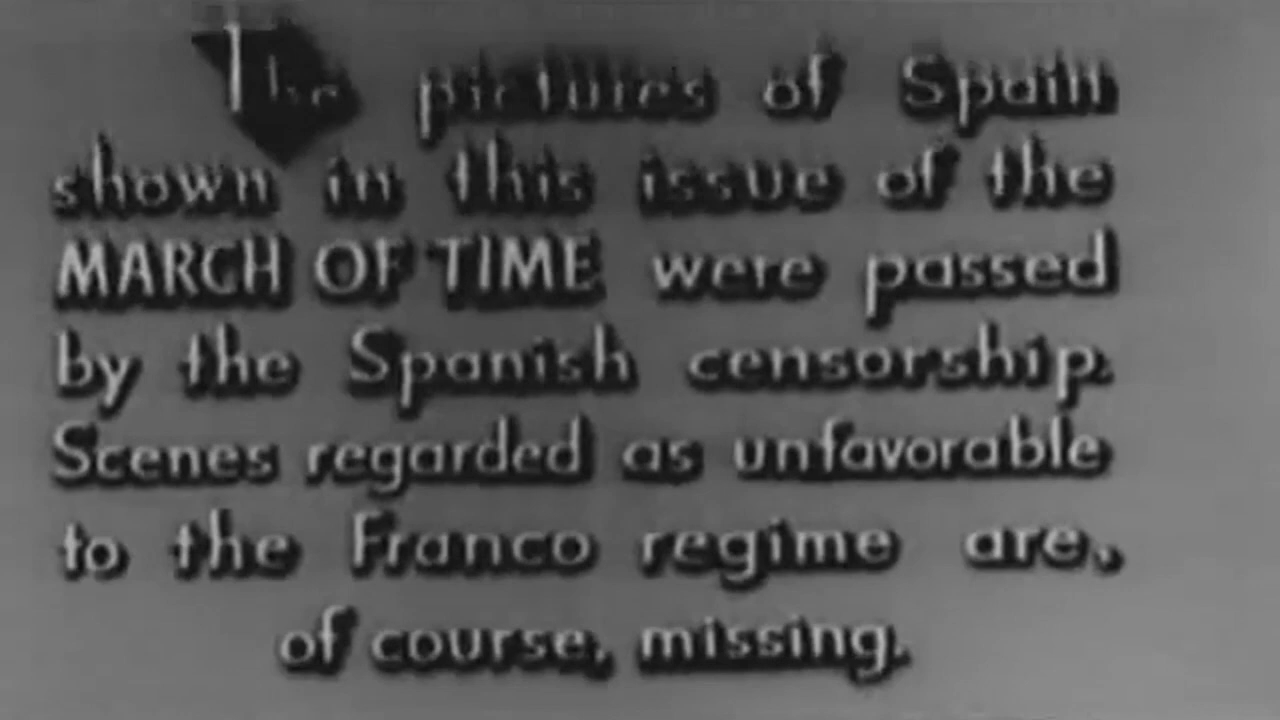 The pictures of Spain
shown in this issue of the
MARCH OF TIME were passed
by the Spanish censorship.
Scenes regarded as unfavorable
to the Franco regime are,
of course, missing.